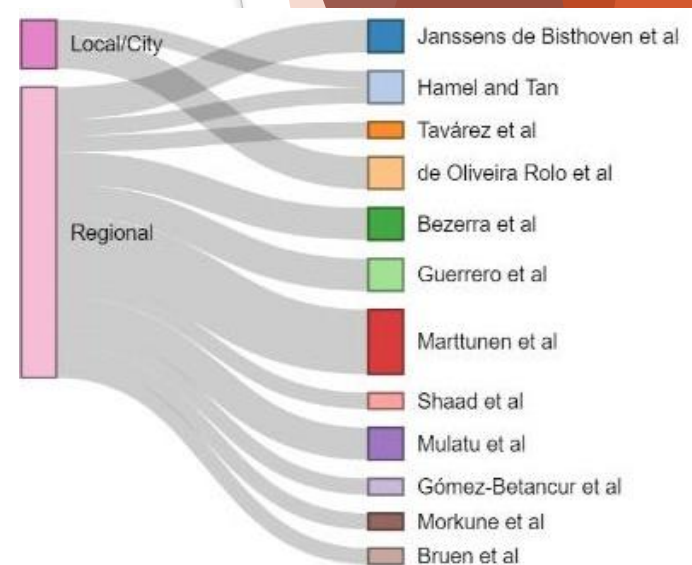 Local/City
Regional
Janssens de Bisthoven et al
Hamel and Tan
Tavárez et al
de Oliveira Rolo et al
Bezerra et al
Guerrero et al
Marttunen et al
Shaad et al
Mulatu et al
Gómez-Betancur et al
Morkune et al
Bruen et al